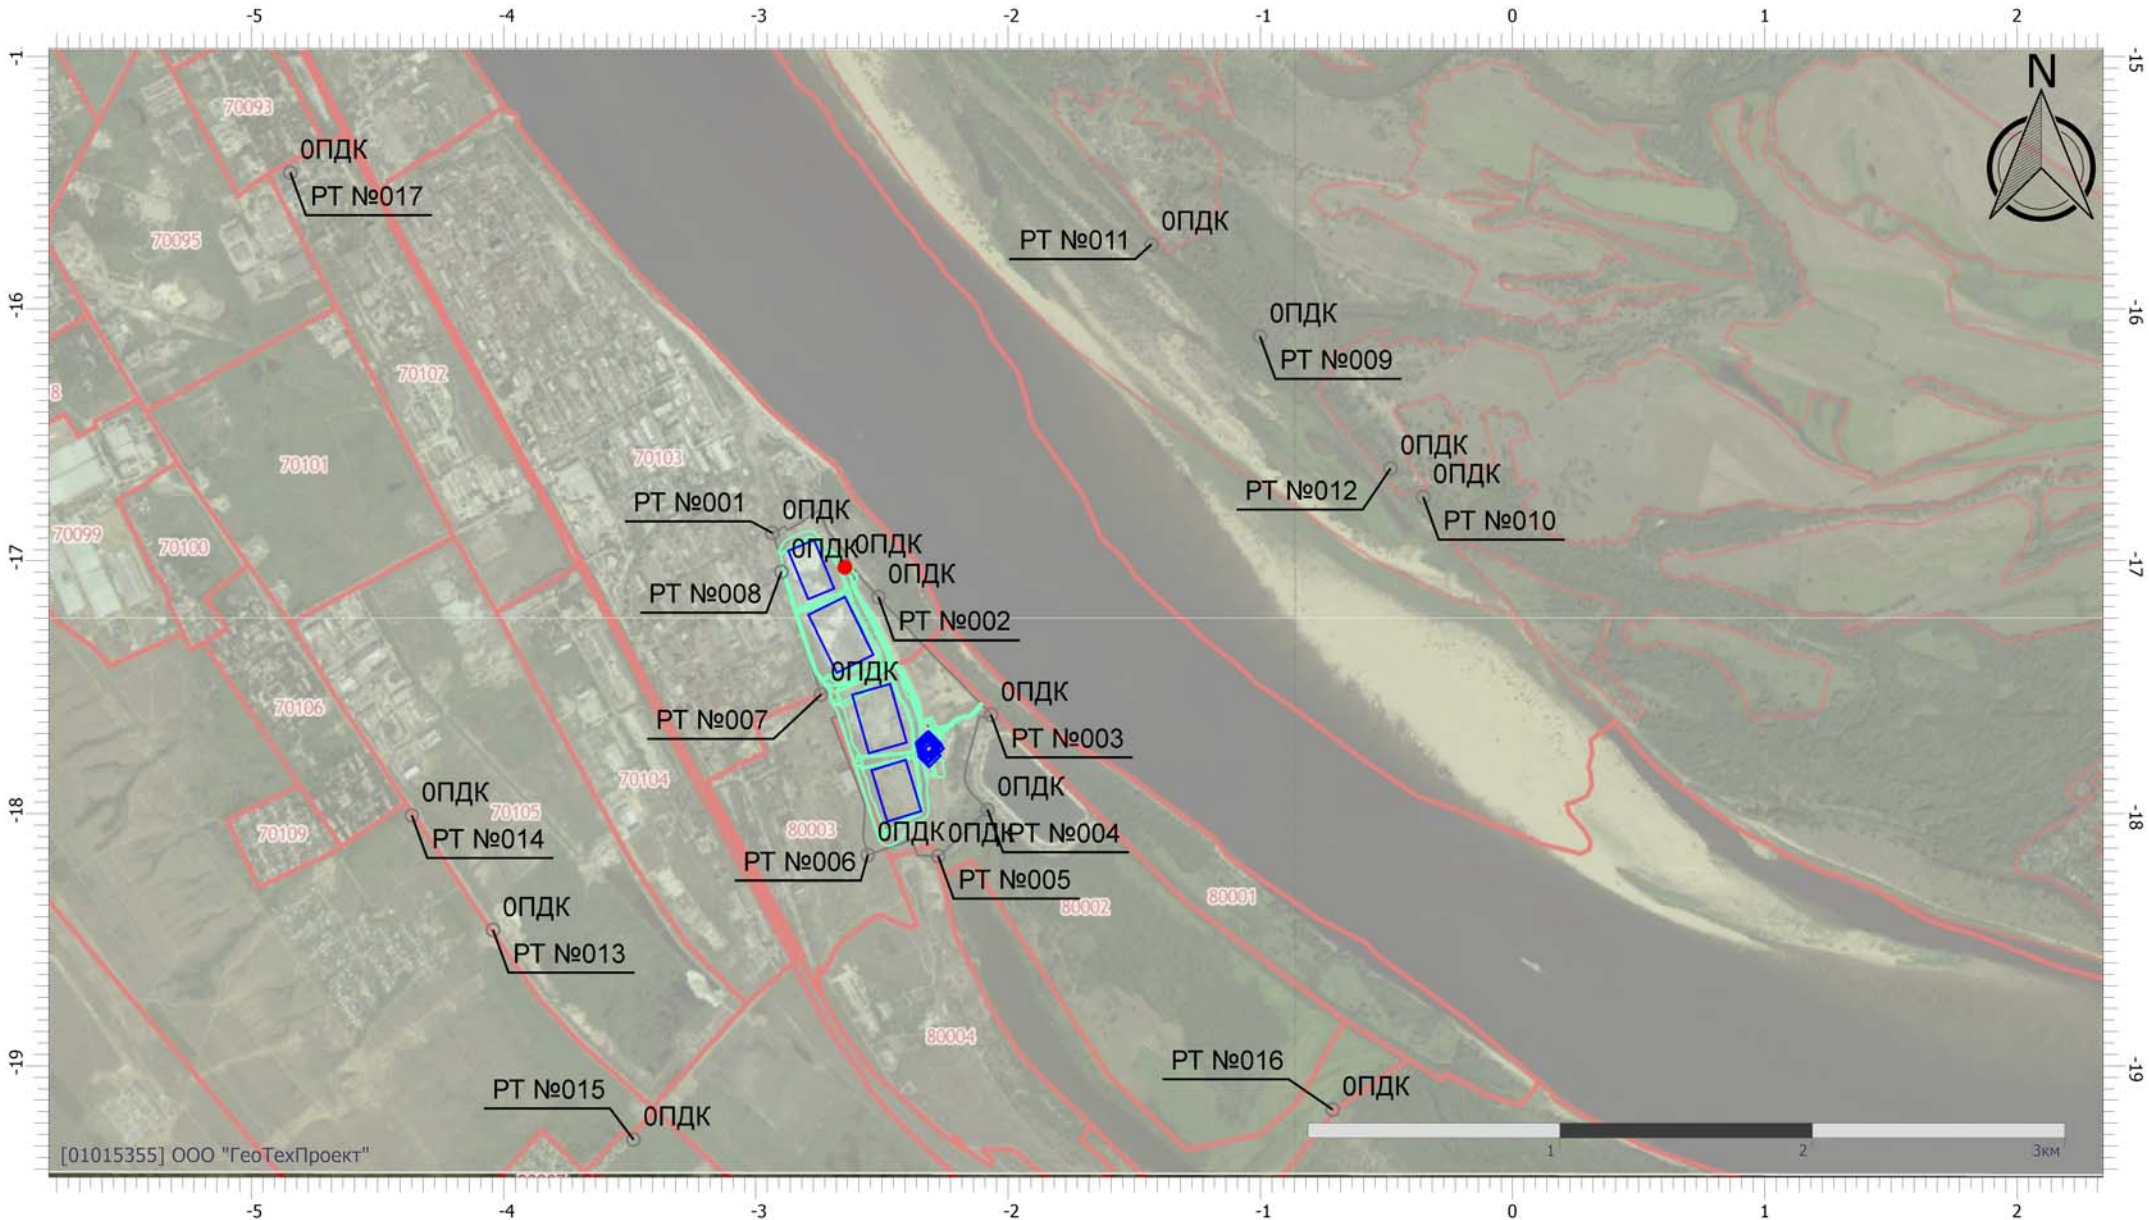 -5 -4 -3 -2 -1 0 1 2
-1
-15
N
70093
0ПДК
РТ №017
70095
0ПДК
РТ №011
-16
-16
0ПДК
РТ №009
70102
8
0ПДК
70103
70101
0ПДК
РТ №012
РТ №001
0ПДК
РТ №010
70099
70100
0ПДК
0ПДК
-17
-17
0ПДК
РТ №008
РТ №002
0ПДК
0ПДК
70106
РТ №007
РТ №003
70104
0ПДК
0ПДК
70105
-18
-18
70109
80003
РТ №014
0ПДК
0ПДК
РТ №004
РТ №006
РТ №005
80001
80002
0ПДК
РТ №013
80004
-19
-19
РТ №016
0ПДК
РТ №015
0ПДК
[01015355] ООО "ГеоТехПроект"
1 2 3км
-5 -4 -3 -2 -1 0 1 2